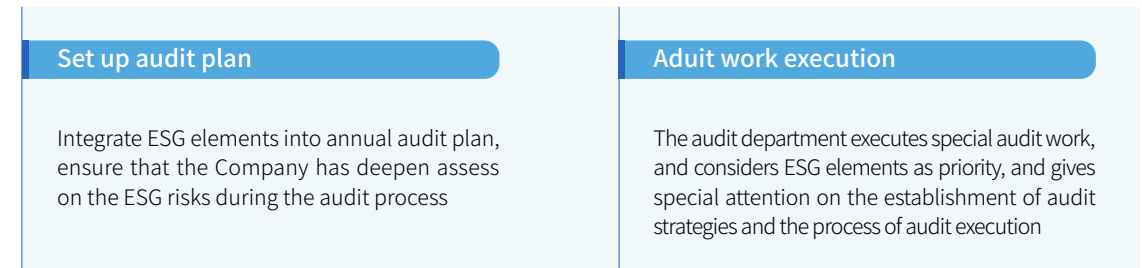 Set up audit plan
Integrate ESG elements into annual audit plan,
ensure that the Company has deepen assess
on the ESG risks during the audit process
Aduit work execution
The audit department executes special audit work,
and considers ESG elements as priority, and gives
special attention on the establishment of audit
strategies and the process of audit execution